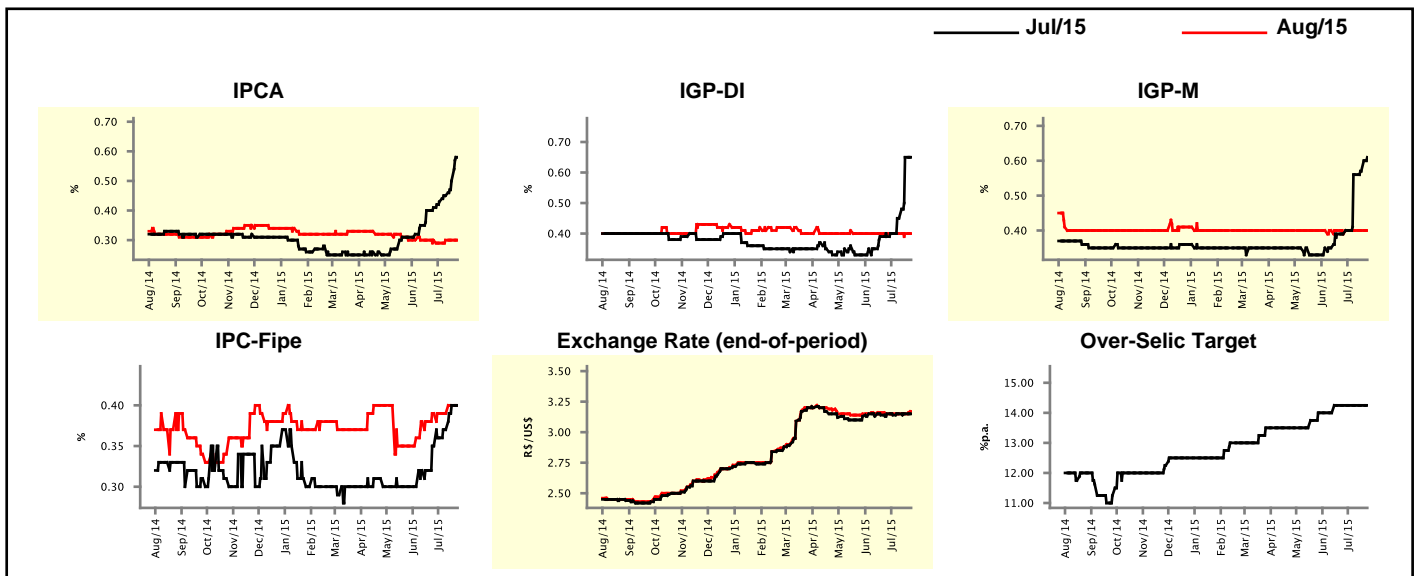 Jul/15 Aug/15
IPCA
%
0.70
0.60
0.50
0.40
0.30
Aug/14 Sep/14 Oct/14 Nov/14 Dec/14 Jan/15 Feb/15 Mar/15 Apr/15 May/15 Jun/15 Jul/15
IGP-DI
%
0.70
0.60
0.50
0.40
Aug/14 Sep/14 Oct/14 Nov/14 Dec/14 Jan/15 Feb/15 Mar/15 Apr/15 May/15 Jun/15 Jul/15
IGP-M
%
0.70
0.60
0.50
0.40
Aug/14 Sep/14 Oct/14 Nov/14 Dec/14 Jan/15 Feb/15 Mar/15 Apr/15 May/15 Jun/15 Jul/15
IPC-Fipe
%
0.40
0.35
0.30
Aug/14 Sep/14 Oct/14 Nov/14 Dec/14 Jan/15 Feb/15 Mar/15 Apr/15 May/15 Jun/15 Jul/15
Exchange Rate (end-of-period)
R$/US$
3.50
3.25
3.00
2.75
2.50
Aug/14 Sep/14 Oct/14 Nov/14 Dec/14 Jan/15 Feb/15 Mar/15 Apr/15 May/15 Jun/15 Jul/15
Over-Selic Target
%p.a.
15.00
14.00
13.00
12.00
11.00
Aug/14 Sep/14 Oct/14 Nov/14 Dec/14 Jan/15 Feb/15 Mar/15 Apr/15 May/15 Jun/15 Jul/15